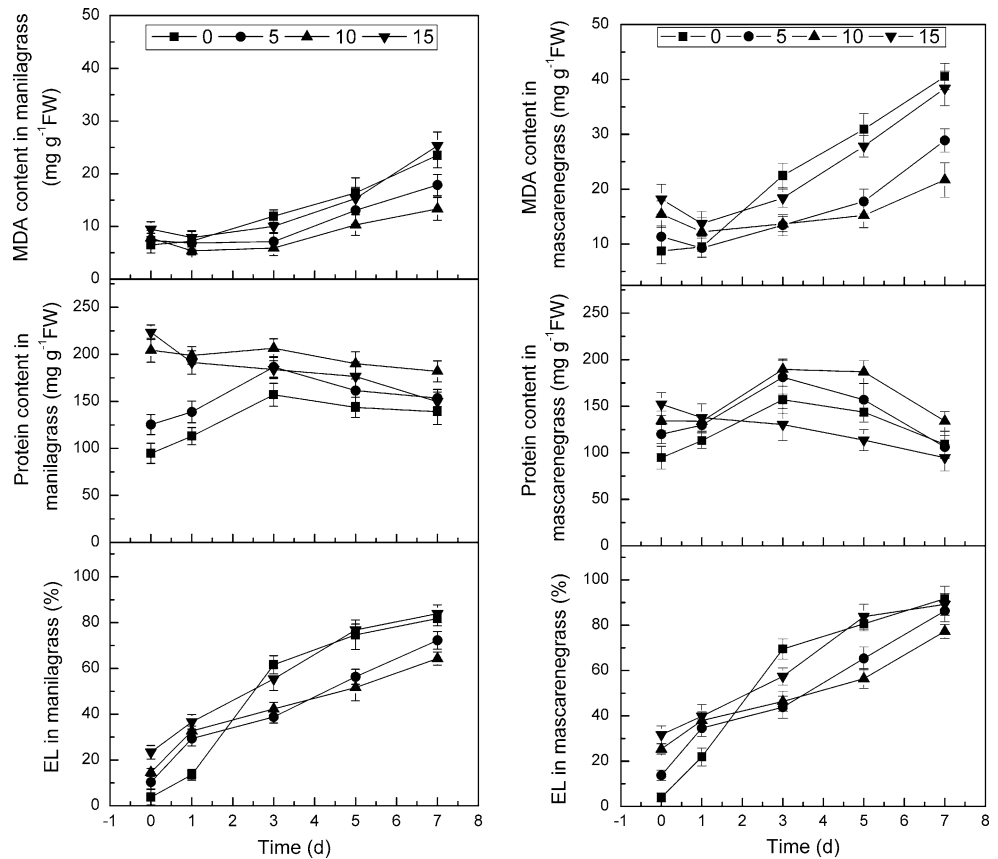 0 5 10 15
MDA content in manilagrass
(mg g-1FW)
50
40
30
20
10
0
Protein content in
manilagrass (mg g-1FW)
250
200
150
100
50
0
EL in manilagrass (%)
100
80
60
40
20
0
-1 0 1 2 3 4 5 6 7 8
Time (d)
0 5 10 15
MDA content in
mascarenegrass (mg g-1FW)
50
40
30
20
10
Protein content in
mascarenegrass (mg g-1FW)
250
200
150
100
50
0
EL in mascarenegrass (%)
100
80
60
40
20
0
-1 0 1 2 3 4 5 6 7 8
Time (d)